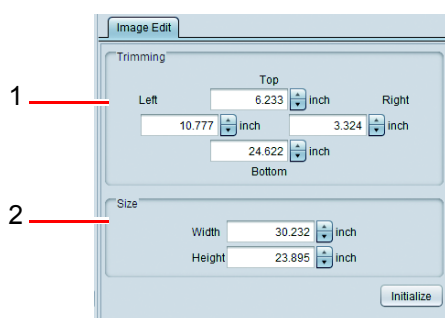 Image Edit
Trimming
Top
1
Left 6.233 inch Right
10.777 inch 3.324 inch
24.622 inch
Bottom
2
Size
Width 30.232 inch
Height 23.895 inch
Initialize